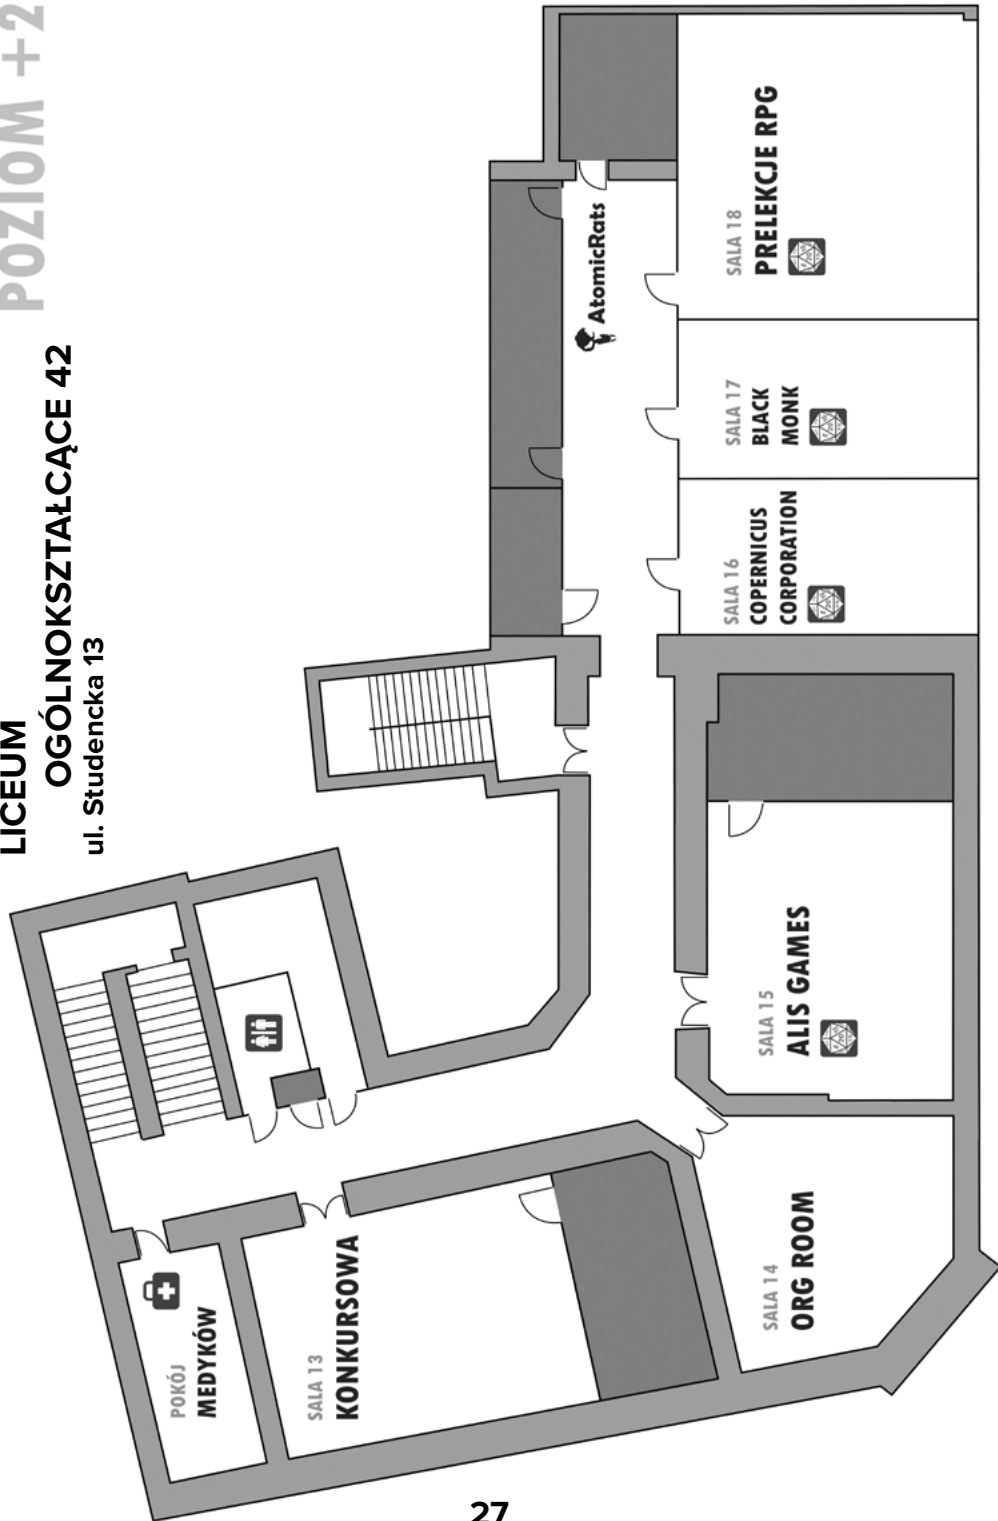 LICEUM
OGÓLNOKSZTAŁCĄCE 42
ul. Studencka 13
POZIOM +2
POKÓJ
MEDYKÓW
SALA 13
KONKURSOWA
SALA 14
ORG ROOM
SALA 15
ALIS GAMES
SALA 16
COPERNICUS
CORPORATION
SALA 17
BLACK
MONK
SALA 18
PRELEKCJE RPG
AtomicRats
27